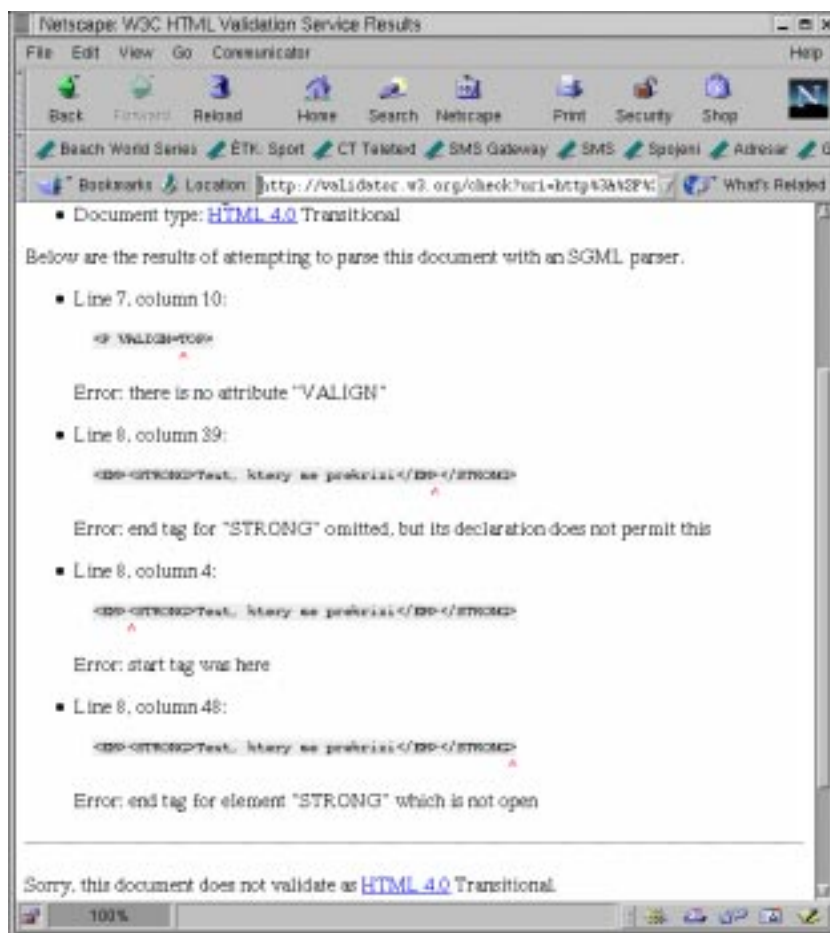 Netscape: W3C HTML Validation Service Results
File Edit View Go Communicator Help
Back Forward Reload Home Search Netscape Print Security Shop
Beach World Series ČTK: Sport CT Teletext SMS Gateway SMS Spojeni Adresar
Bookmarks Location: http://validator.w3.org/check?uri=http%3A%2F% What's Related
Document type: HTML 4.0 Transitional
Below are the results of attempting to parse this document with an SGML parser.
Line 7, column 10:
<P VALIGN=TOP>
^
Error: there is no attribute "VALIGN"
Line 8, column 39:
<EM><STRONG>Text, ktery se prekrizi</EM></STRONG>
^
Error: end tag for "STRONG" omitted, but its declaration does not permit this
Line 8, column 4:
<EM><STRONG>Text, ktery se prekrizi</EM></STRONG>
^
Error: start tag was here
Line 8, column 48:
<EM><STRONG>Text, ktery se prekrizi</EM></STRONG>
^
Error: end tag for element "STRONG" which is not open
Sorry, this document does not validate as HTML 4.0 Transitional.
100%